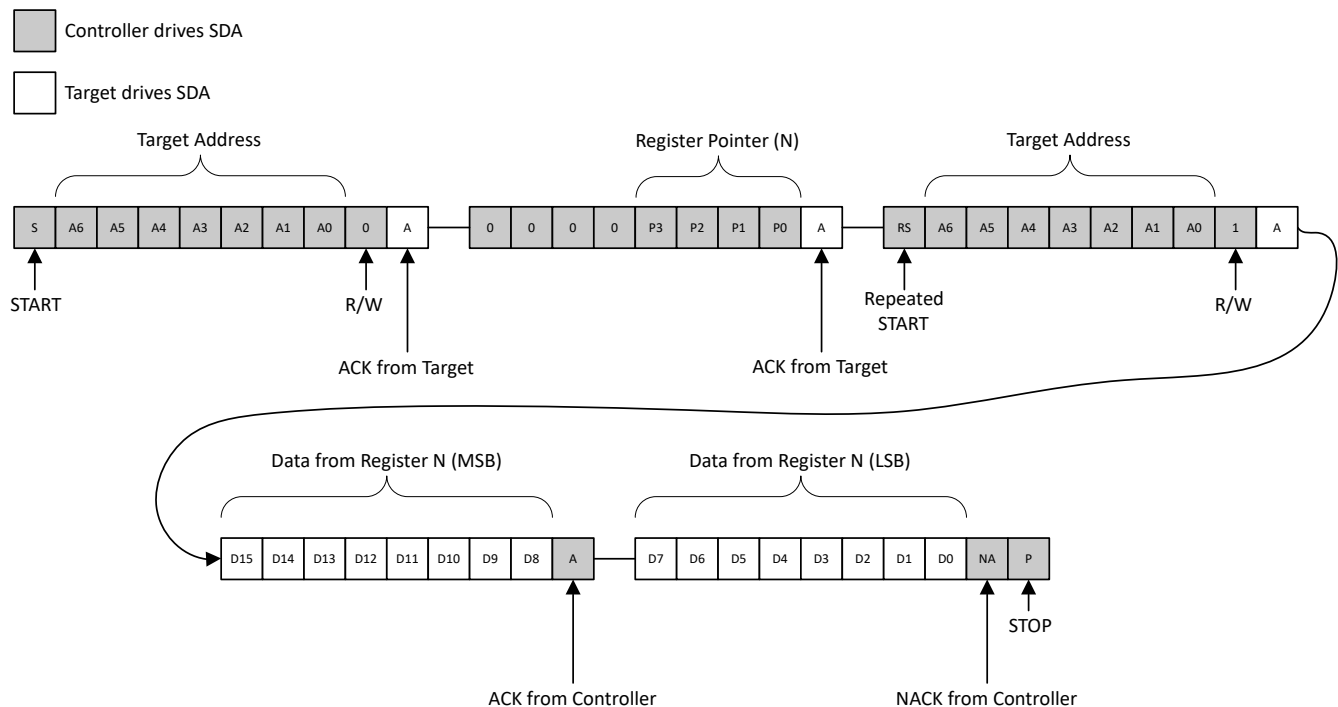 Controller drives SDA
Target drives SDA
Target Address
Register Pointer (N)
Target Address
S A6 A5 A4 A3 A2 A1 A0 0 A
0 0 0 0 P3 P2 P1 P0 A
RS A6 A5 A4 A3 A2 A1 A0 1 A
START
R/W
ACK from Target
ACK from Target
Repeated
START
R/W
Data from Register N (MSB)
Data from Register N (LSB)
D15 D14 D13 D12 D11 D10 D9 D8 A
D7 D6 D5 D4 D3 D2 D1 D0 NA P
STOP
ACK from Controller
NACK from Controller